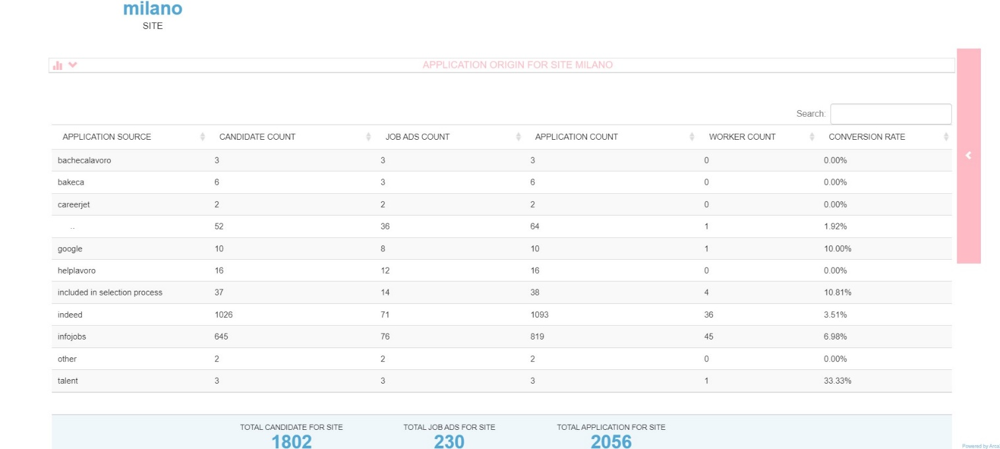 milano
SITE
APPLICATION ORIGIN FOR SITE MILANO
Search:
APPLICATION SOURCE CANDIDATE COUNT JOB ADS COUNT APPLICATION COUNT WORKER COUNT CONVERSION RATE
bachecalavoro 3 3 3 0 0.00%
bakeca 6 3 6 0 0.00%
careerjet 2 2 2 0 0.00%
.. 52 36 64 1 1.92%
google 10 8 10 1 10.00%
helplavoro 16 12 16 0 0.00%
included in selection process 37 14 38 4 10.81%
indeed 1026 71 1093 36 3.51%
infojobs 645 76 819 45 6.98%
other 2 2 2 0 0.00%
talent 3 3 3 1 33.33%
TOTAL CANDIDATE FOR SITE TOTAL JOB ADS FOR SITE TOTAL APPLICATION FOR SITE
1802 230 2056
Powered by